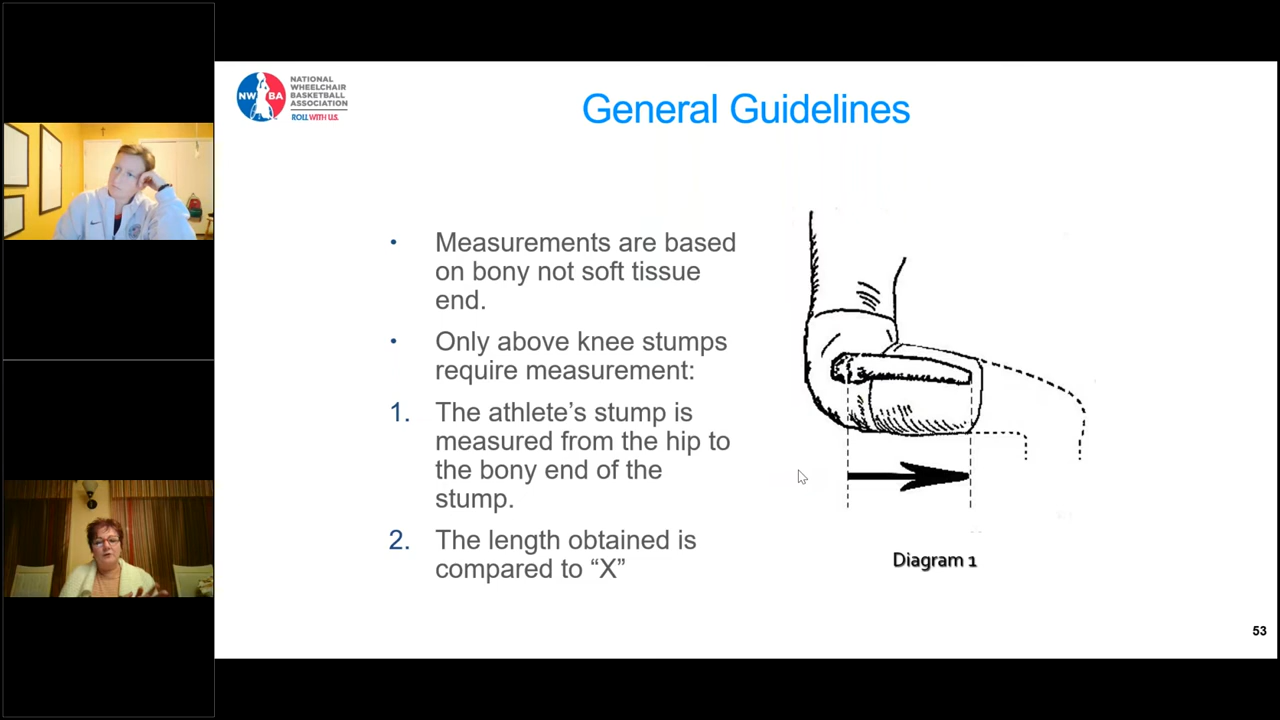 NATIONAL
WHEELCHAIR
BASKETBALL
ASSOCIATION
NWBA
ROLL WITH US.
General Guidelines
• Measurements are based
on bony not soft tissue
end.
• Only above knee stumps
require measurement:
1. The athlete’s stump is
measured from the hip to
the bony end of the
stump.
2. The length obtained is
compared to “X”
Diagram 1
53